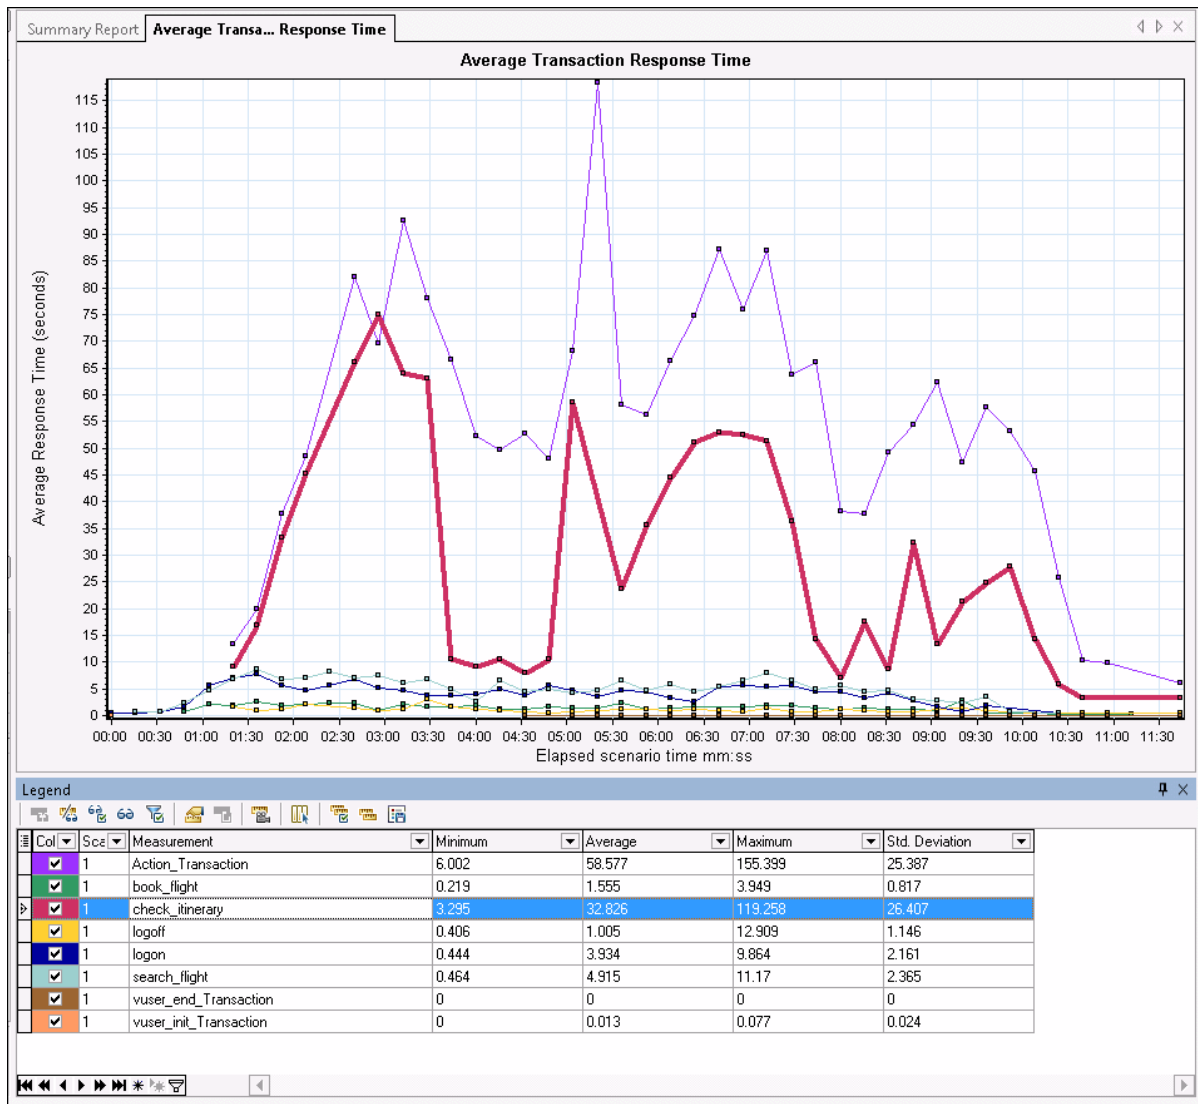 Summary Report Average Transa... Response Time
Average Transaction Response Time
Average Response Time (seconds)
115
110
105
100
95
90
85
80
75
70
65
60
55
50
45
40
35
30
25
20
15
10
5
0
00:00 00:30 01:00 01:30 02:00 02:30 03:00 03:30 04:00 04:30 05:00 05:30 06:00 06:30 07:00 07:30 08:00 08:30 09:00 09:30 10:00 10:30 11:00 11:30
Elapsed scenario time mm:ss
Legend
Col Sca Measurement Minimum Average Maximum Std. Deviation
1 Action_Transaction 6.002 58.577 155.399 25.387
1 book_flight 0.219 1.555 3.949 0.817
1 check_itinerary 3.295 32.826 119.258 26.407
1 logoff 0.406 1.005 12.909 1.146
1 logon 0.444 3.934 9.864 2.161
1 search_flight 0.464 4.915 11.17 2.365
1 vuser_end_Transaction 0 0 0 0
1 vuser_init_Transaction 0 0.013 0.077 0.024